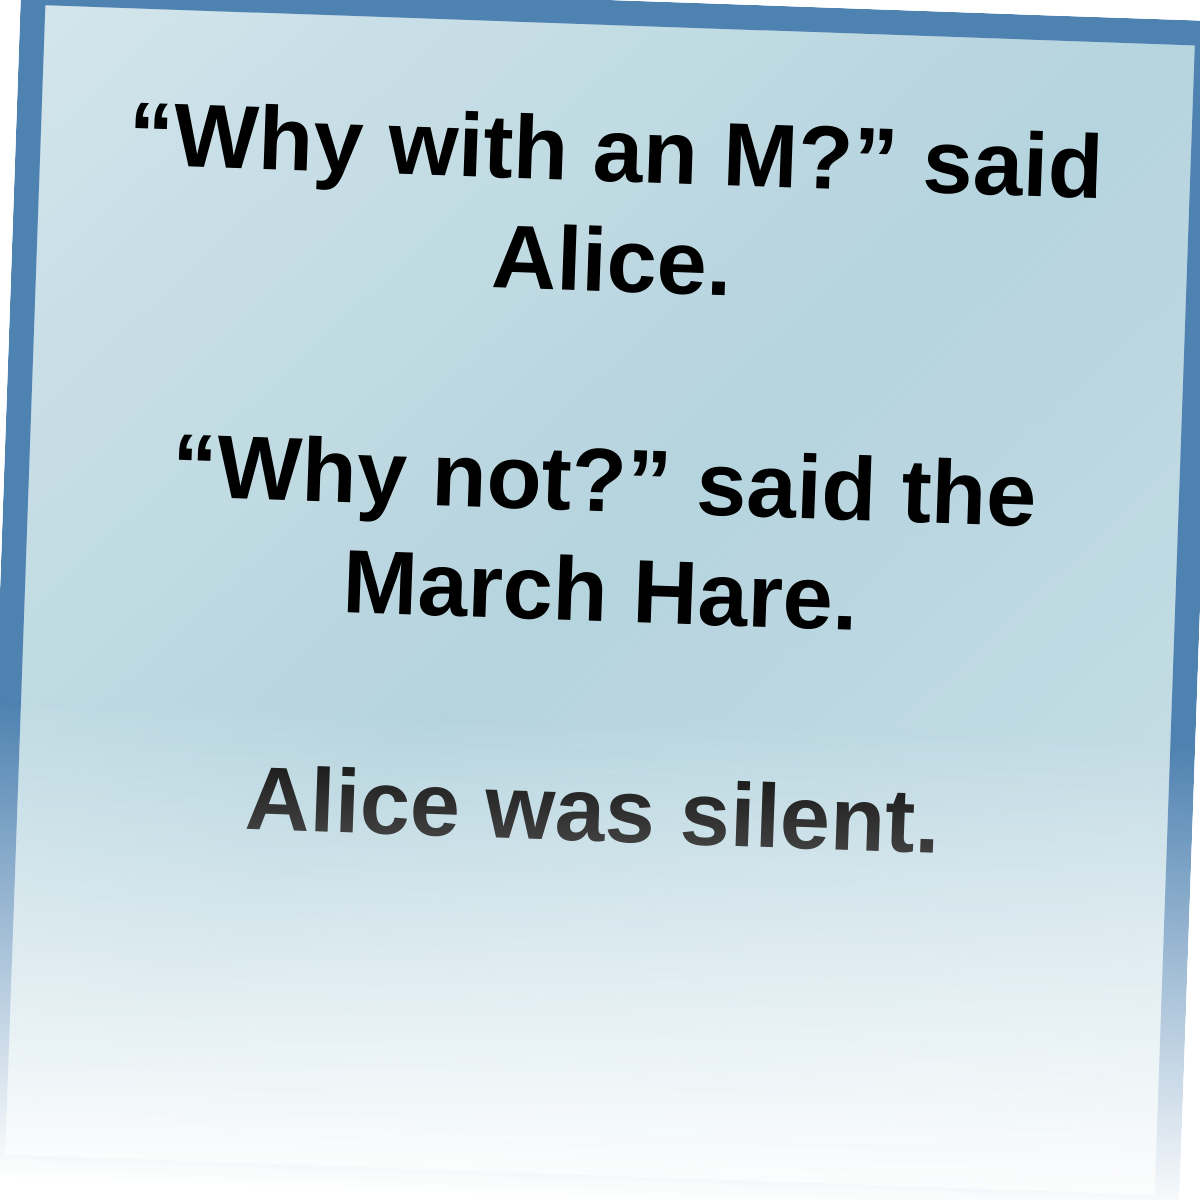 “Why with an M?” said
Alice.
“Why not?” said the
March Hare.
Alice was silent.